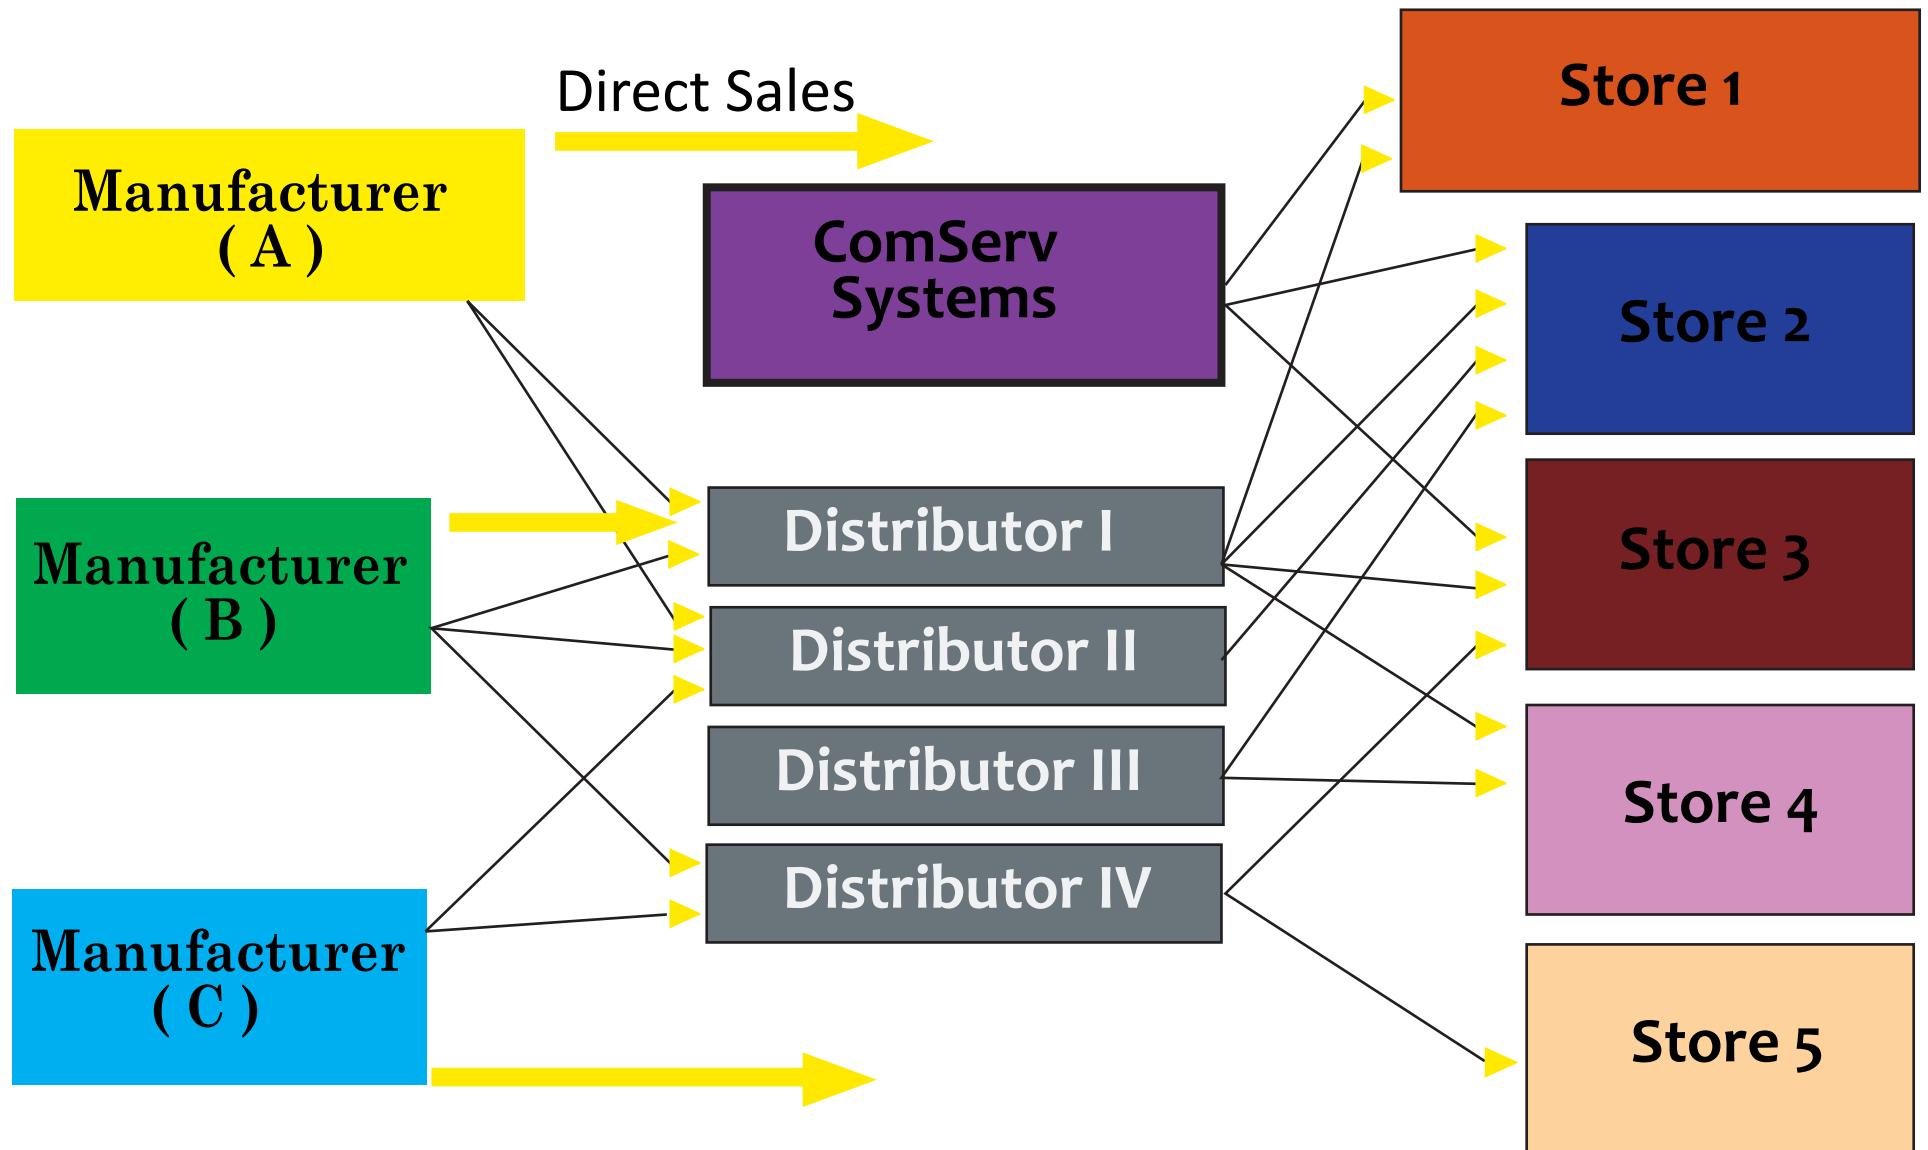 Direct Sales
Manufacturer
( A )
ComServ
Systems
Manufacturer
( B )
Manufacturer
( C )
Distributor I
Distributor II
Distributor III
Distributor IV
Store 1
Store 2
Store 3
Store 4
Store 5